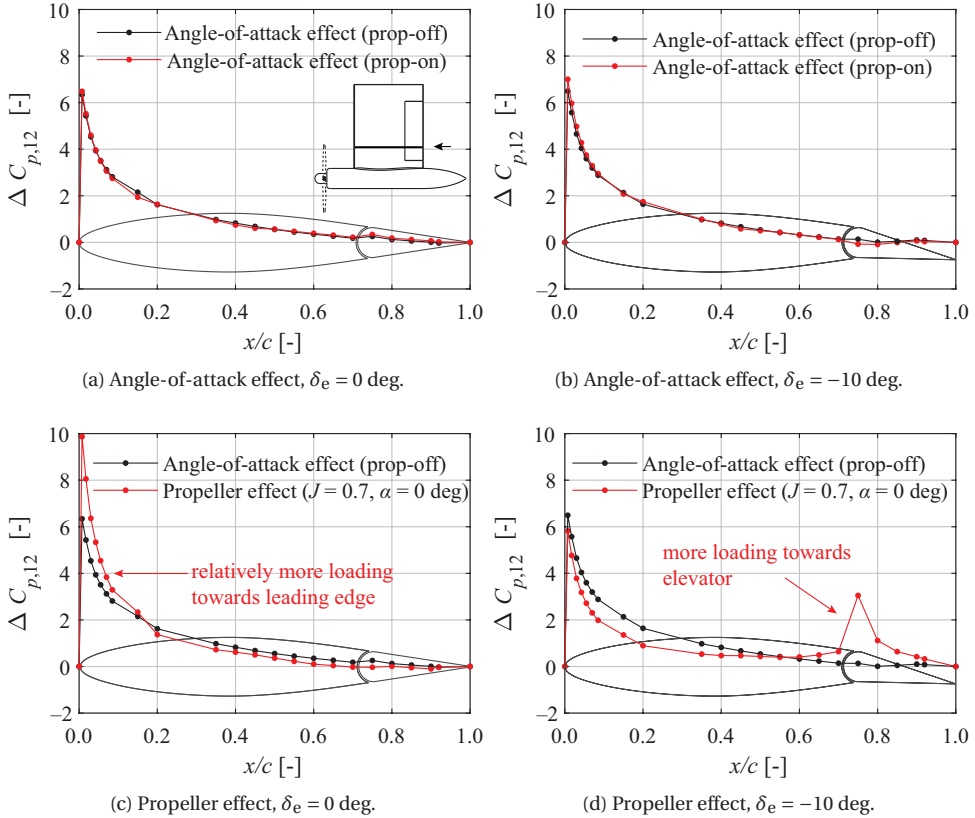 10
8
6
4
2
0
−2
Δ C_{p,12} [-]
Angle-of-attack effect (prop-off)
Angle-of-attack effect (prop-on)
0.0 0.2 0.4 0.6 0.8 1.0
x/c [-]
(a) Angle-of-attack effect, δ_e = 0 deg.
10
8
6
4
2
0
−2
Δ C_{p,12} [-]
Angle-of-attack effect (prop-off)
Angle-of-attack effect (prop-on)
0.0 0.2 0.4 0.6 0.8 1.0
x/c [-]
(b) Angle-of-attack effect, δ_e = −10 deg.
10
8
6
4
2
0
−2
Δ C_{p,12} [-]
Angle-of-attack effect (prop-off)
Propeller effect (J = 0.7, α = 0 deg)
relatively more loading
towards leading edge
0.0 0.2 0.4 0.6 0.8 1.0
x/c [-]
(c) Propeller effect, δ_e = 0 deg.
10
8
6
4
2
0
−2
Δ C_{p,12} [-]
Angle-of-attack effect (prop-off)
Propeller effect (J = 0.7, α = 0 deg)
more loading towards
elevator
0.0 0.2 0.4 0.6 0.8 1.0
x/c [-]
(d) Propeller effect, δ_e = −10 deg.